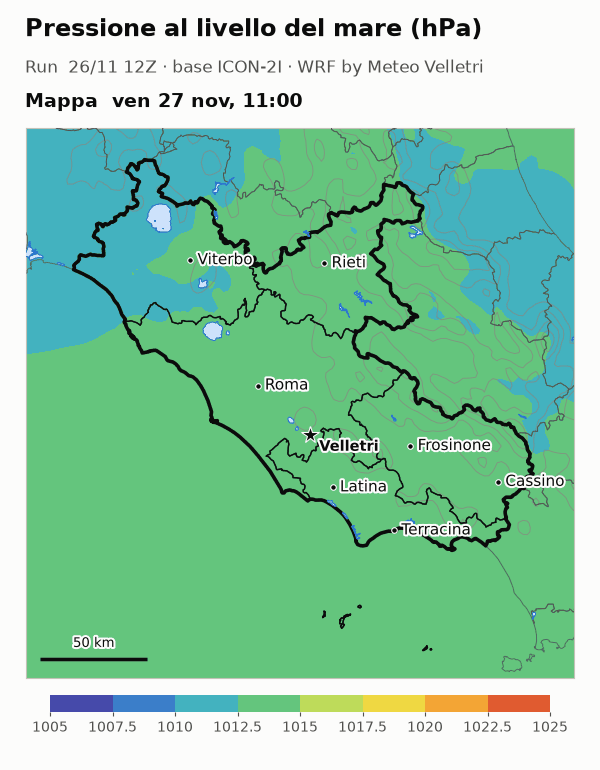 Pressione al livello del mare (hPa)
Run  26/11 12Z · base ICON-2I · WRF by Meteo Velletri
Mappa  ven 27 nov, 11:00
Viterbo
Rieti
Roma
Velletri
Frosinone
Cassino
Latina
Terracina
50 km
1005 1007.5 1010 1012.5 1015 1017.5 1020 1022.5 1025